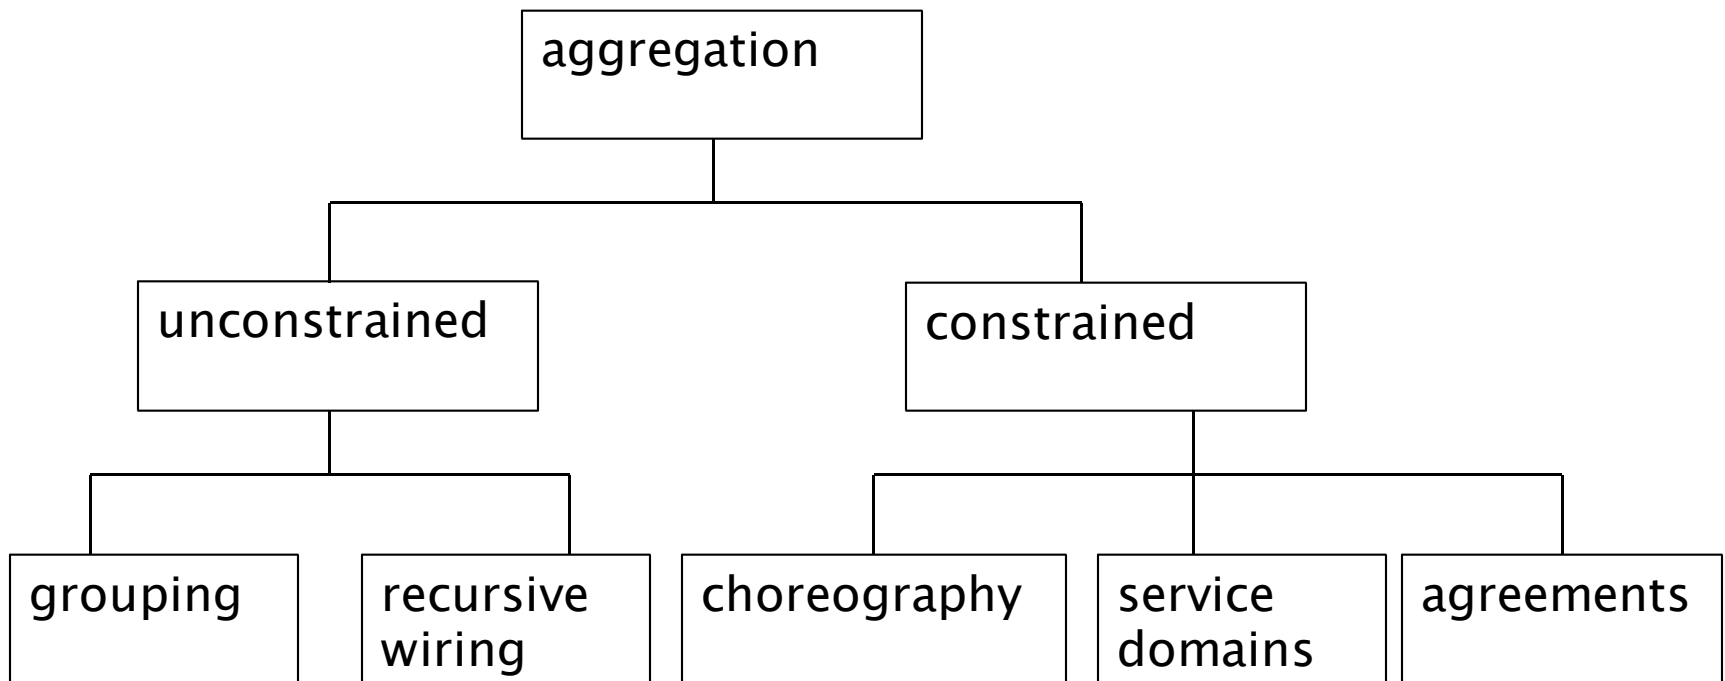 aggregation
unconstrained
constrained
grouping
recursive
wiring
choreography
service
domains
agreements